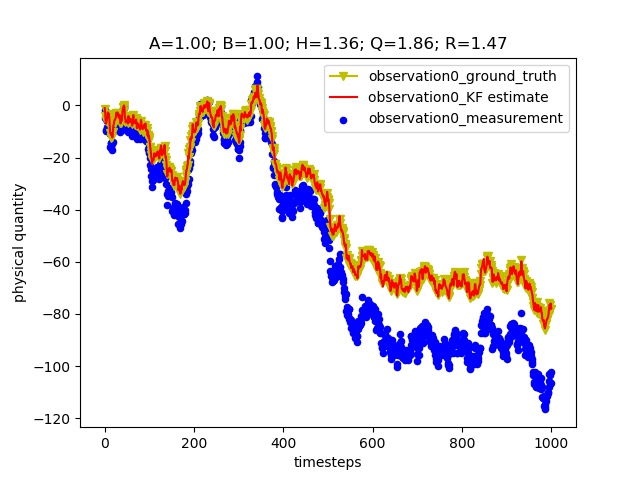 A=1.00; B=1.00; H=1.36; Q=1.86; R=1.47
observation0_ground_truth
observation0_KF estimate
observation0_measurement
physical quantity
0
−20
−40
−60
−80
−100
−120
0 200 400 600 800 1000
timesteps